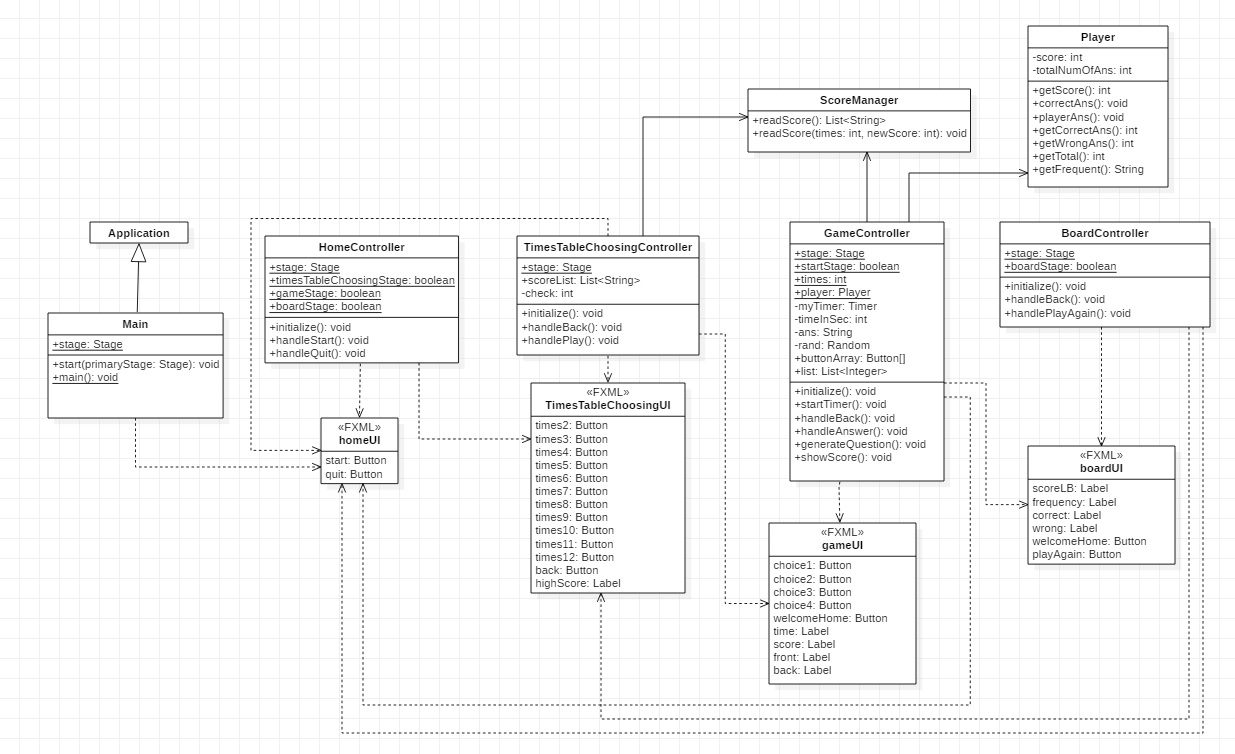 Player
-score: int
-totalNumOfAns: int
+getScore(): int
+correctAns(): void
+playerAns(): void
+getCorrectAns(): int
+getWrongAns(): int
+getTotal(): int
+getFrequent(): String
ScoreManager
+readScore(): List<String>
+readScore(times: int, newScore: int): void
Application
Main
+stage: Stage
+start(primaryStage: Stage): void
+main(): void
HomeController
+stage: Stage
+timesTableChoosingStage: boolean
+gameStage: boolean
+boardStage: boolean
+initialize(): void
+handleStart(): void
+handleQuit(): void
TimesTableChoosingController
+stage: Stage
+scoreList: List<String>
-check: int
+initialize(): void
+handleBack(): void
+handlePlay(): void
GameController
+stage: Stage
+startStage: boolean
+times: int
+player: Player
-myTimer: Timer
-timeInSec: int
-ans: String
-rand: Random
+buttonArray: Button[]
+list: List<Integer>
+initialize(): void
+startTimer(): void
+handleBack(): void
+handleAnswer(): void
+generateQuestion(): void
+showScore(): void
BoardController
+stage: Stage
+boardStage: boolean
+initialize(): void
+handleBack(): void
+handlePlayAgain(): void
«FXML»
homeUI
start: Button
quit: Button
«FXML»
TimesTableChoosingUI
times2: Button
times3: Button
times4: Button
times5: Button
times6: Button
times7: Button
times8: Button
times9: Button
times10: Button
times11: Button
times12: Button
back: Button
highScore: Label
«FXML»
gameUI
choice1: Button
choice2: Button
choice3: Button
choice4: Button
welcomeHome: Button
time: Label
score: Label
front: Label
back: Label
«FXML»
boardUI
scoreLB: Label
frequency: Label
correct: Label
wrong: Label
welcomeHome: Button
playAgain: Button